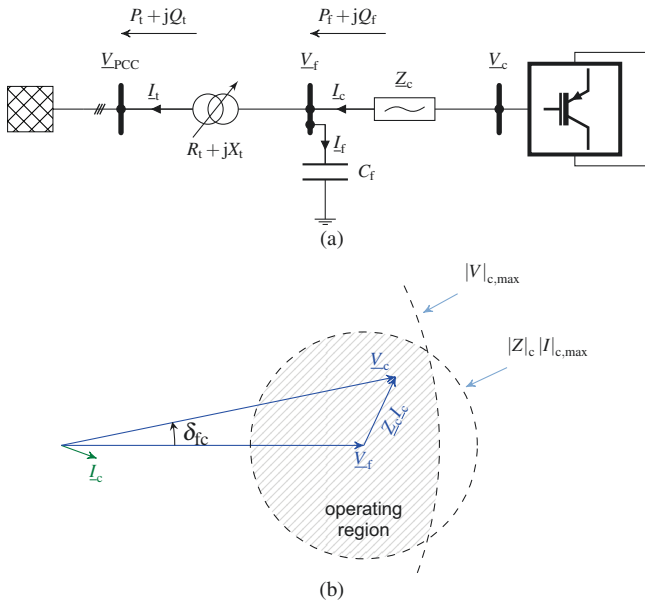 P_t + jQ_t
P_f + jQ_f
V_PCC
V_f
V_c
I_t
I_c
Z_c
I_f
R_t + jX_t
C_f
(a)
|V|_c,max
|Z|_c |I|_c,max
V_c
δ_fc
Z_c I_c
V_f
I_c
operating
region
(b)